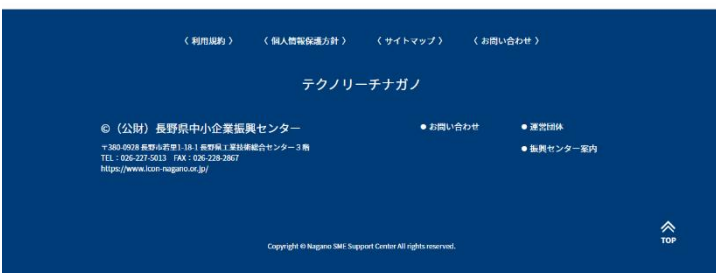 〈 利用規約 〉 〈 個人情報保護方針 〉 〈 サイトマップ 〉 〈 お問い合わせ 〉
テクノリーチナガノ
©（公財）長野県中小企業振興センター
〒380-0928 長野市若里1-18-1 長野県工業技術総合センター３階
TEL：026-227-5013 FAX：026-228-2867
https://www.icon-nagano.or.jp/
● お問い合わせ
● 運営団体
● 振興センター案内
TOP
Copyright © Nagano SME Support Center All rights reserved.